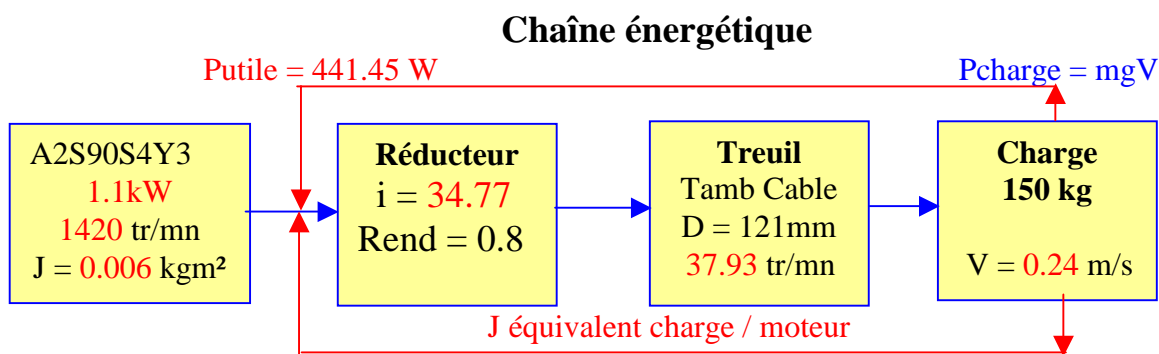 Chaîne énergétique
Putile = 441.45 W
Pcharge = mgV
A2S90S4Y3
1.1kW
1420 tr/mn
J = 0.006 kgm²
Réducteur
i = 34.77
Rend = 0.8
Treuil
Tamb Cable
D = 121mm
37.93 tr/mn
Charge
150 kg
V = 0.24 m/s
J équivalent charge / moteur